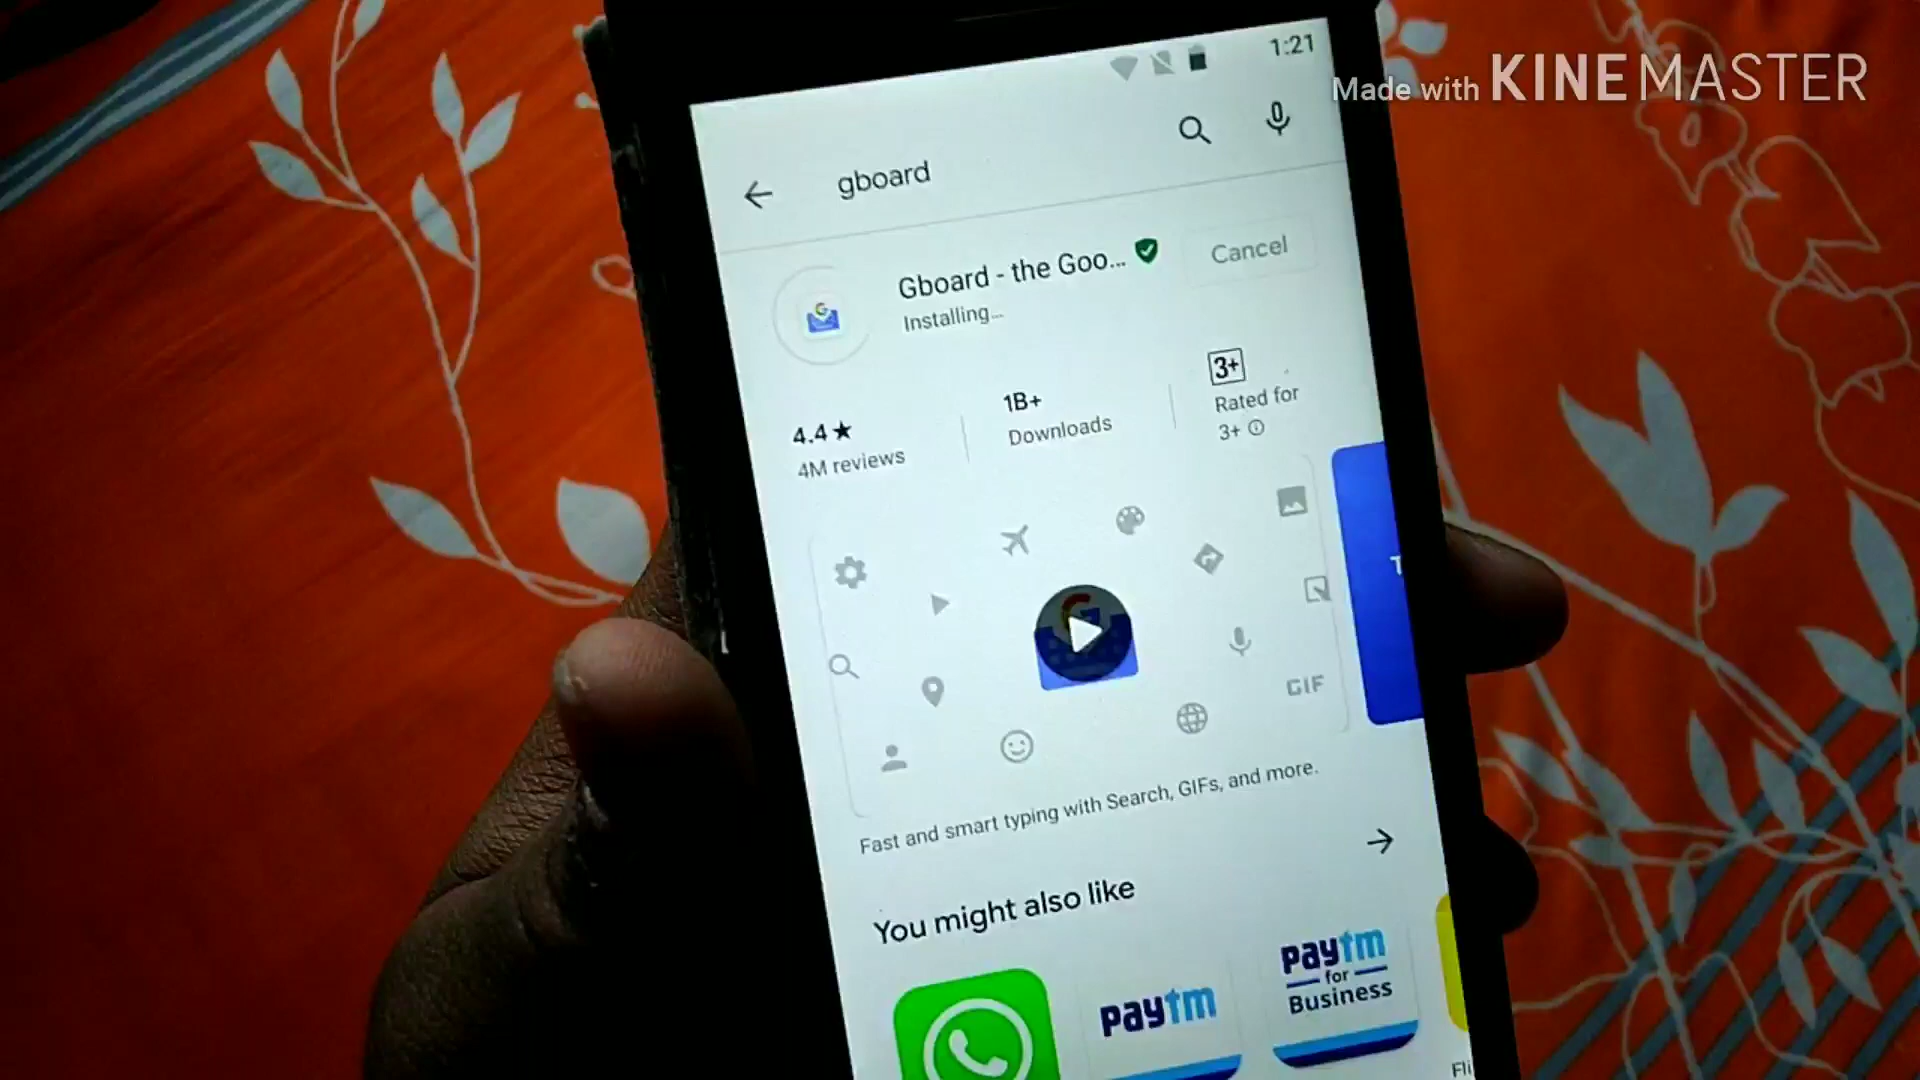 1:21
Made with KINEMASTER
gboard
Gboard - the Goo...
Cancel
Installing...
4.4★
4M reviews
1B+
Downloads
3+
Rated for
3+
GIF
Fast and smart typing with Search, GIFs, and more.
You might also like
paytm
paytm
for
Business